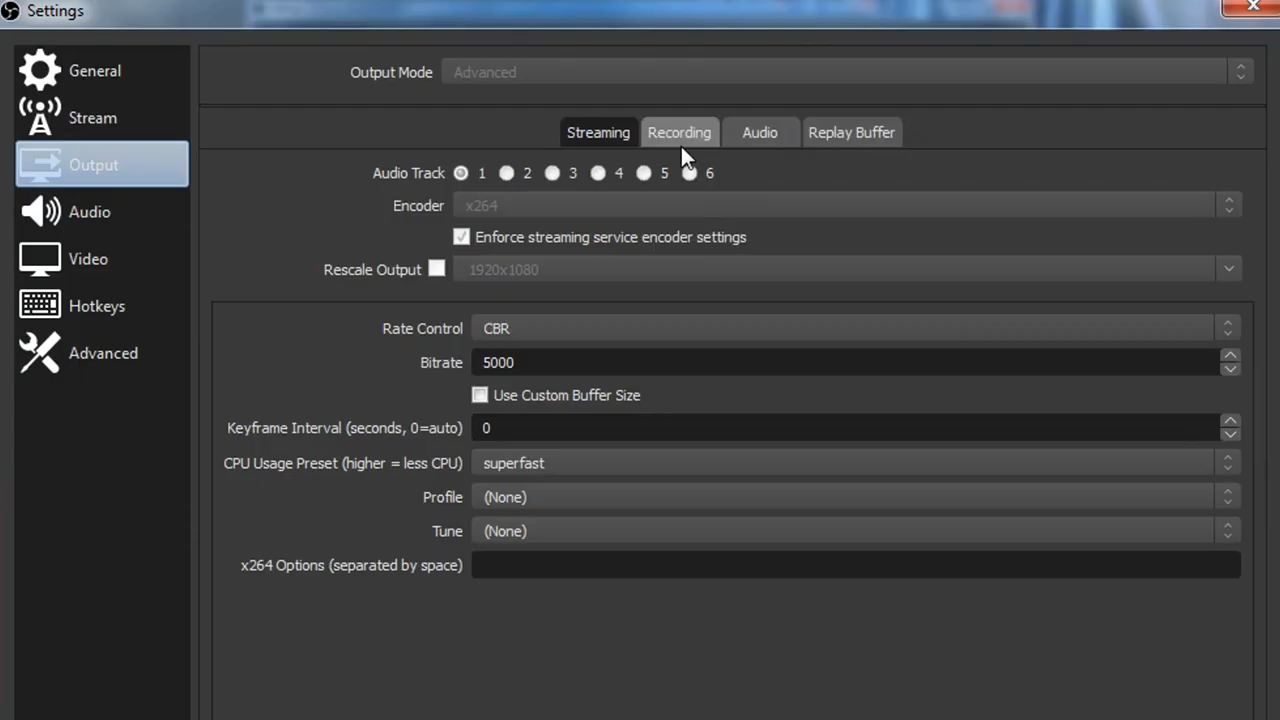 Settings
General
Stream
Output
Audio
Video
Hotkeys
Advanced
Output Mode Advanced
Streaming Recording Audio Replay Buffer
Audio Track 1 2 3 4 5 6
Encoder x264
Enforce streaming service encoder settings
Rescale Output 1920x1080
Rate Control CBR
Bitrate 5000
Use Custom Buffer Size
Keyframe Interval (seconds, 0=auto) 0
CPU Usage Preset (higher = less CPU) superfast
Profile (None)
Tune (None)
x264 Options (separated by space)